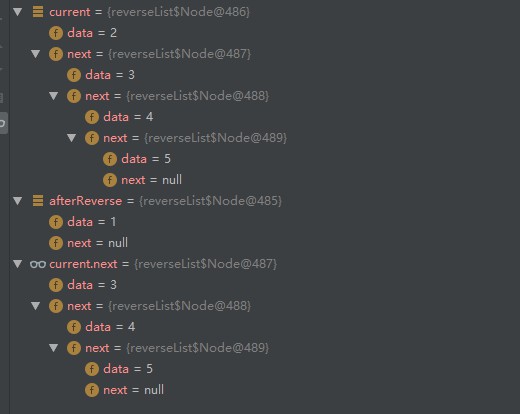 current = {reverseList$Node@486}
f data = 2
f next = {reverseList$Node@487}
f data = 3
f next = {reverseList$Node@488}
f data = 4
f next = {reverseList$Node@489}
f data = 5
f next = null
afterReverse = {reverseList$Node@485}
f data = 1
f next = null
current.next = {reverseList$Node@487}
f data = 3
f next = {reverseList$Node@488}
f data = 4
f next = {reverseList$Node@489}
f data = 5
f next = null